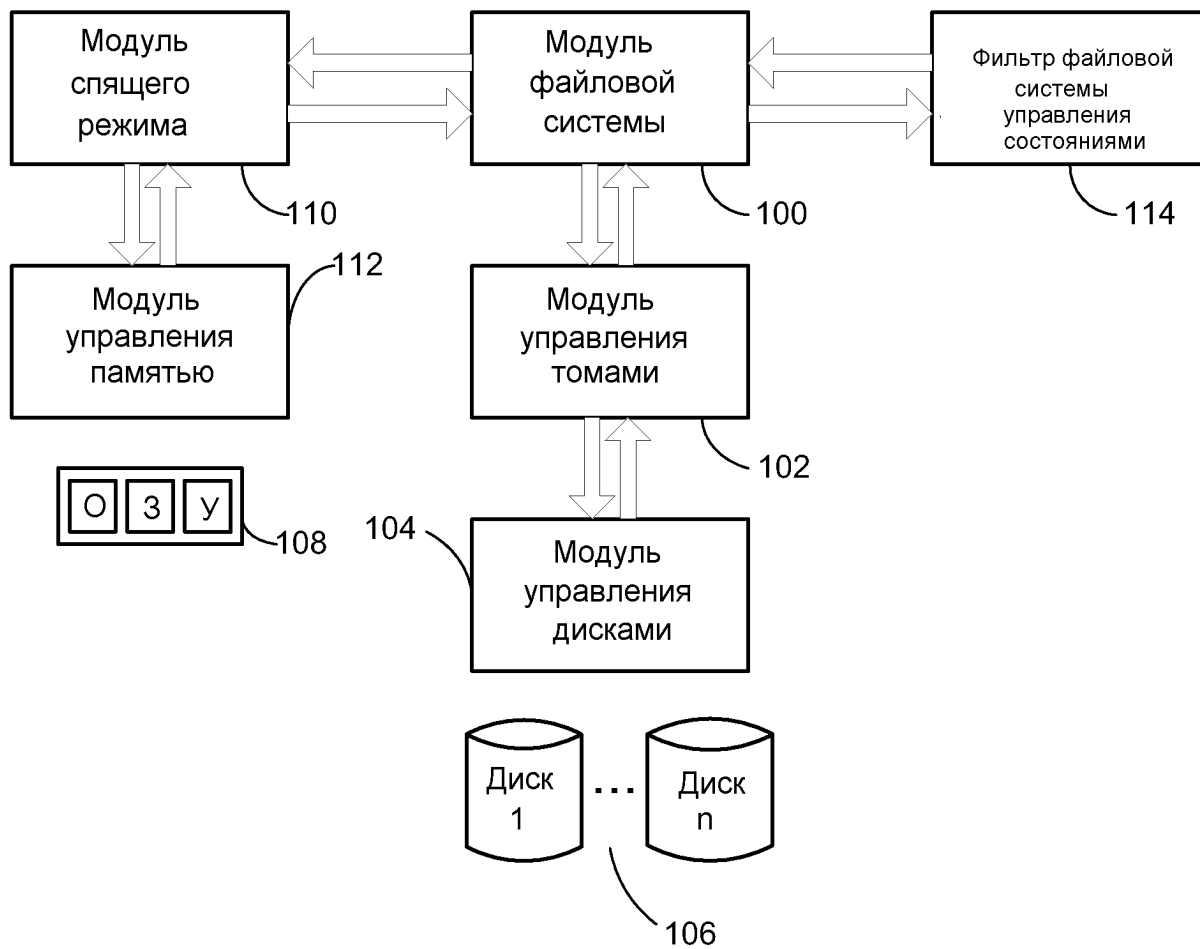 Модуль
спящего
режима
Модуль
файловой
системы
Фильтр файловой
системы
управления
состояниями
110
100
114
112
Модуль
управления
памятью
Модуль
управления
томами
102
О З У
108
104
Модуль
управления
дисками
Диск
1
...
Диск
n
106